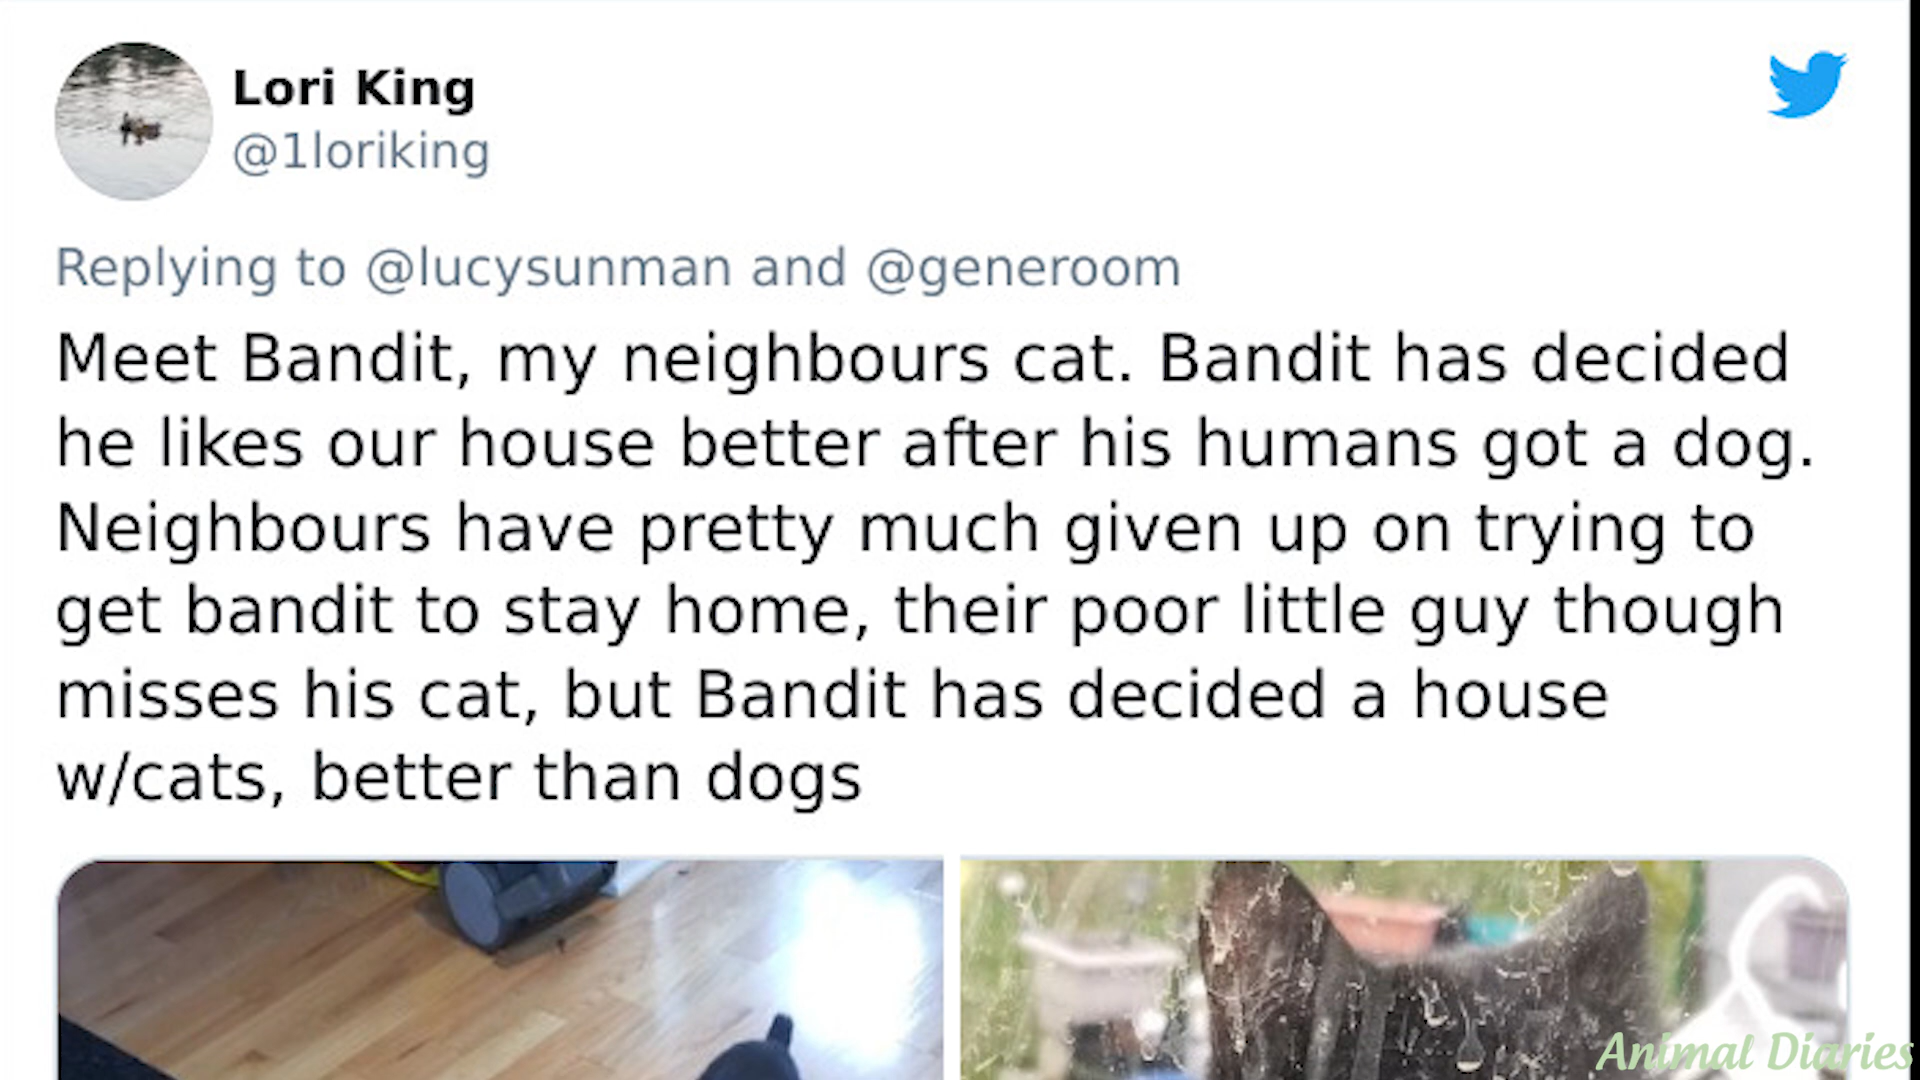 Lori King
@1loriking
Replying to @lucysunman and @generoom
Meet Bandit, my neighbours cat. Bandit has decided
he likes our house better after his humans got a dog.
Neighbours have pretty much given up on trying to
get bandit to stay home, their poor little guy though
misses his cat, but Bandit has decided a house
w/cats, better than dogs
Animal Diaries